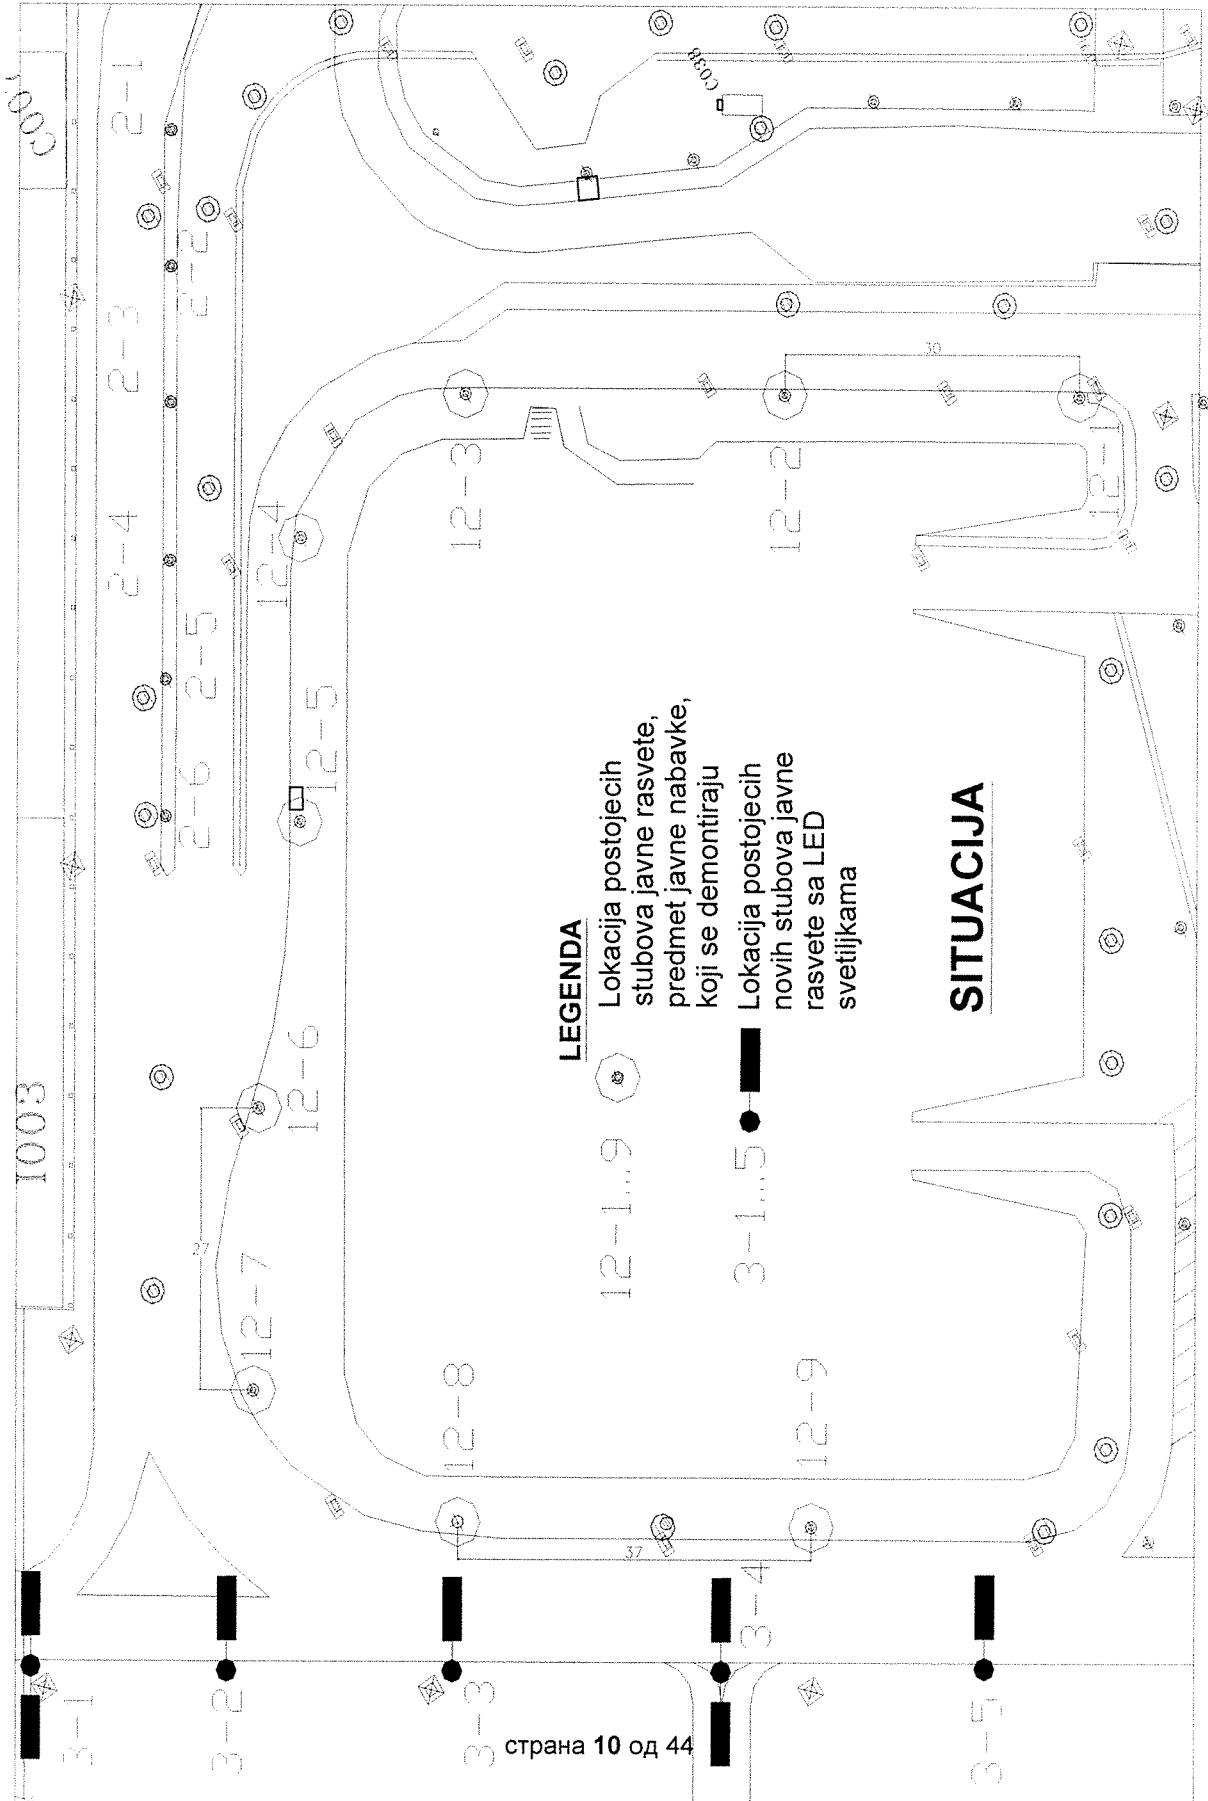 C003
2-1
2-2
2-3
2-4
2-5
2-6
C038
30
12-1
12-2
12-3
12-4
12-5
12-6
27
12-7
12-8
12-9
37
1003
LEGENDA
12-1...9
Lokacija postojecih
stubova javne rasvete,
predmet javne nabavke,
koji se demontiraju
3-1...5
Lokacija postojecih
novih stubova javne
rasvete sa LED
svetiljkama
SITUACIJA
3-1
3-2
3-3
3-4
3-5
страна 10 од 44